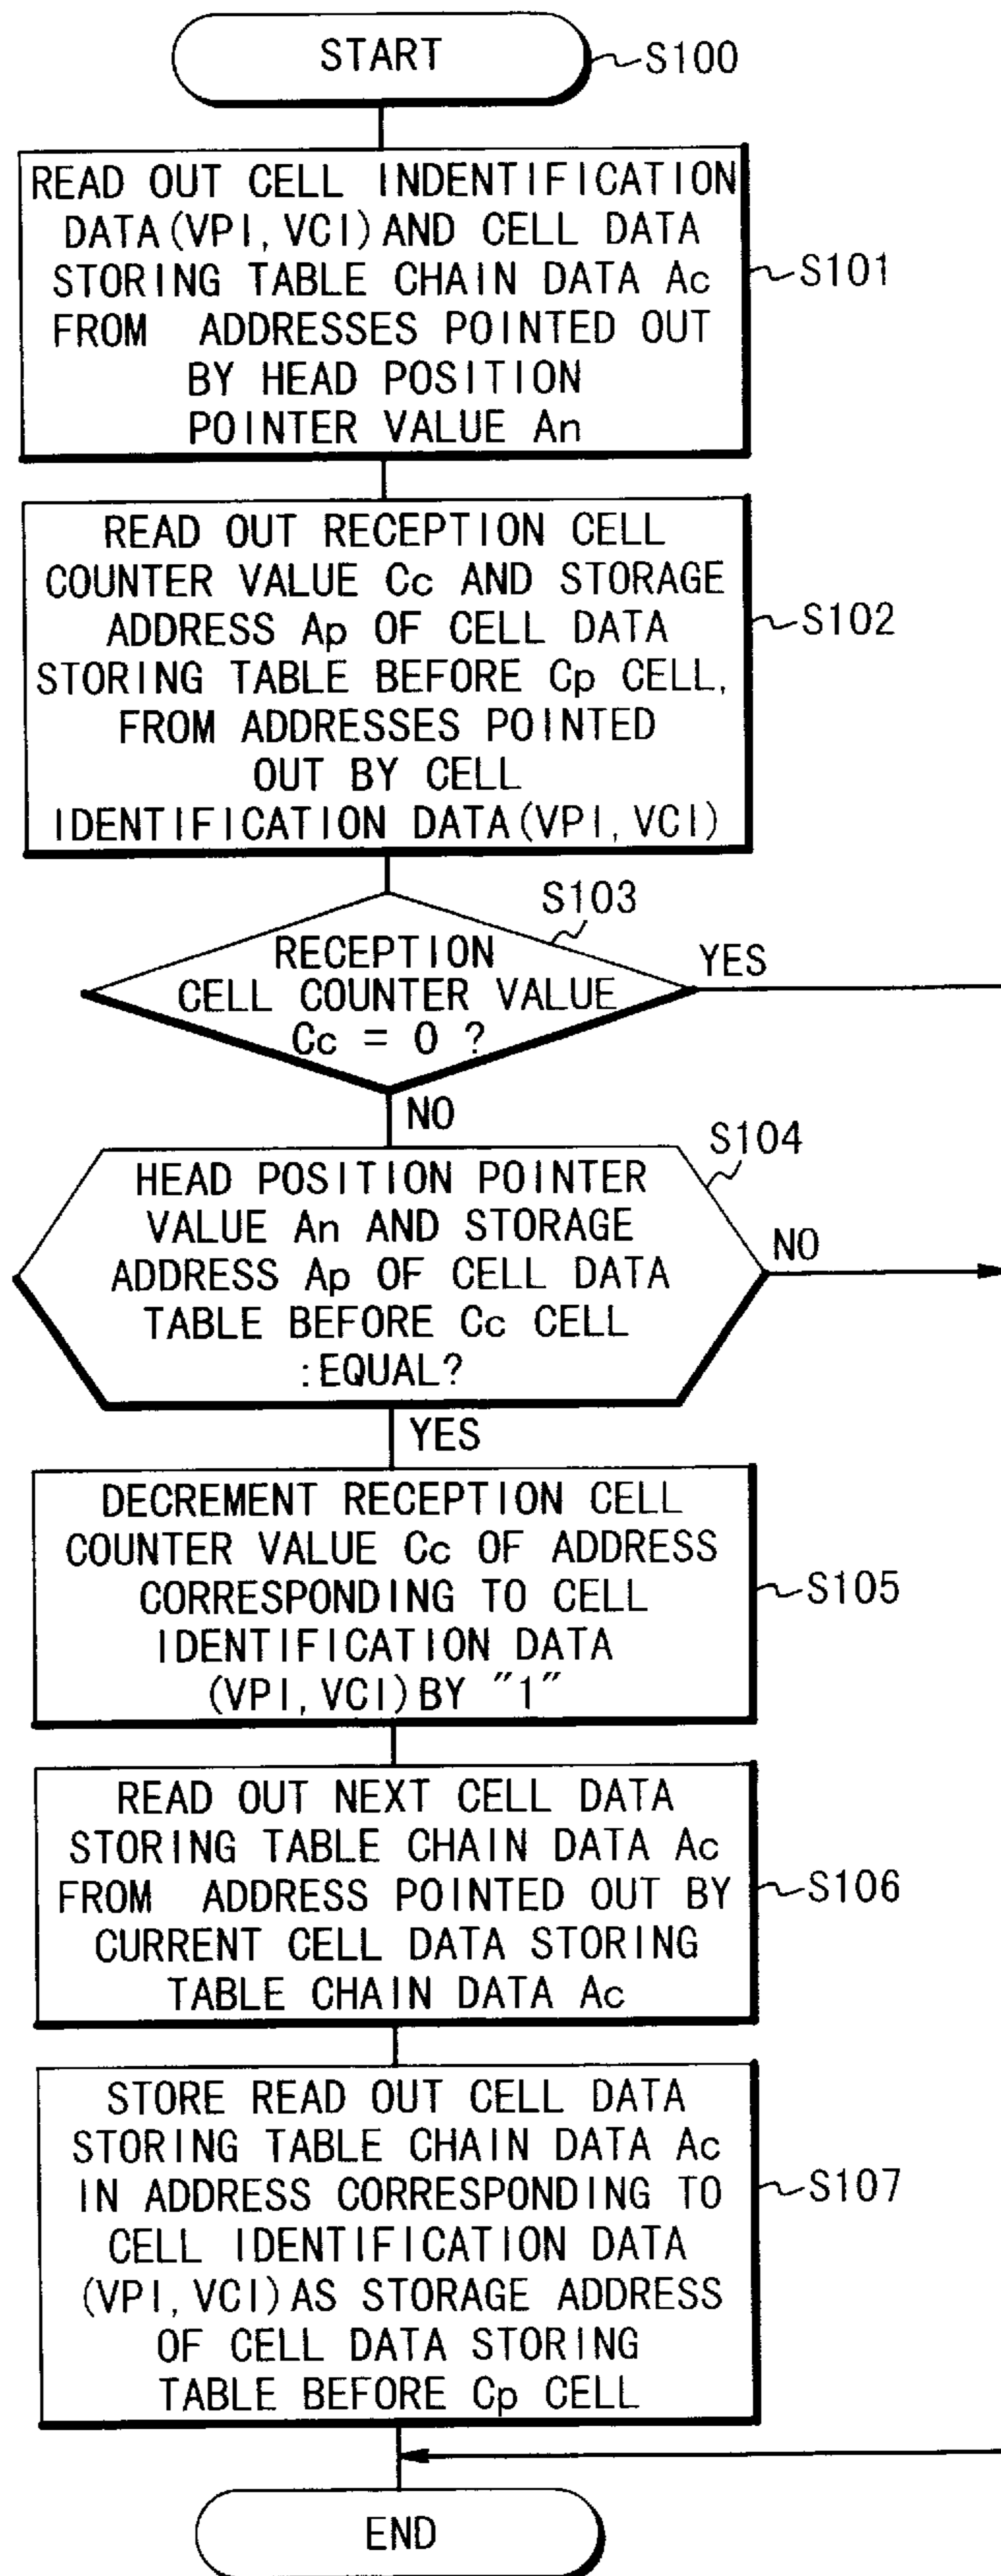 START
S100
READ OUT CELL INDENTIFICATION
DATA(VPI,VCI)AND CELL DATA
STORING TABLE CHAIN DATA Ac
FROM ADDRESSES POINTED OUT
BY HEAD POSITION
POINTER VALUE An
S101
READ OUT RECEPTION CELL
COUNTER VALUE Cc AND STORAGE
ADDRESS Ap OF CELL DATA
STORING TABLE BEFORE Cp CELL,
FROM ADDRESSES POINTED
OUT BY CELL
IDENTIFICATION DATA(VPI,VCI)
S102
S103
RECEPTION
CELL COUNTER VALUE
Cc = 0 ?
YES
NO
S104
HEAD POSITION POINTER
VALUE An AND STORAGE
ADDRESS Ap OF CELL DATA
TABLE BEFORE Cc CELL
:EQUAL?
NO
YES
DECREMENT RECEPTION CELL
COUNTER VALUE Cc OF ADDRESS
CORRESPONDING TO CELL
IDENTIFICATION DATA
(VPI,VCI)BY "1"
S105
READ OUT NEXT CELL DATA
STORING TABLE CHAIN DATA Ac
FROM ADDRESS POINTED OUT BY
CURRENT CELL DATA STORING
TABLE CHAIN DATA Ac
S106
STORE READ OUT CELL DATA
STORING TABLE CHAIN DATA Ac
IN ADDRESS CORRESPONDING TO
CELL IDENTIFICATION DATA
(VPI,VCI)AS STORAGE ADDRESS
OF CELL DATA STORING
TABLE BEFORE Cp CELL
S107
END